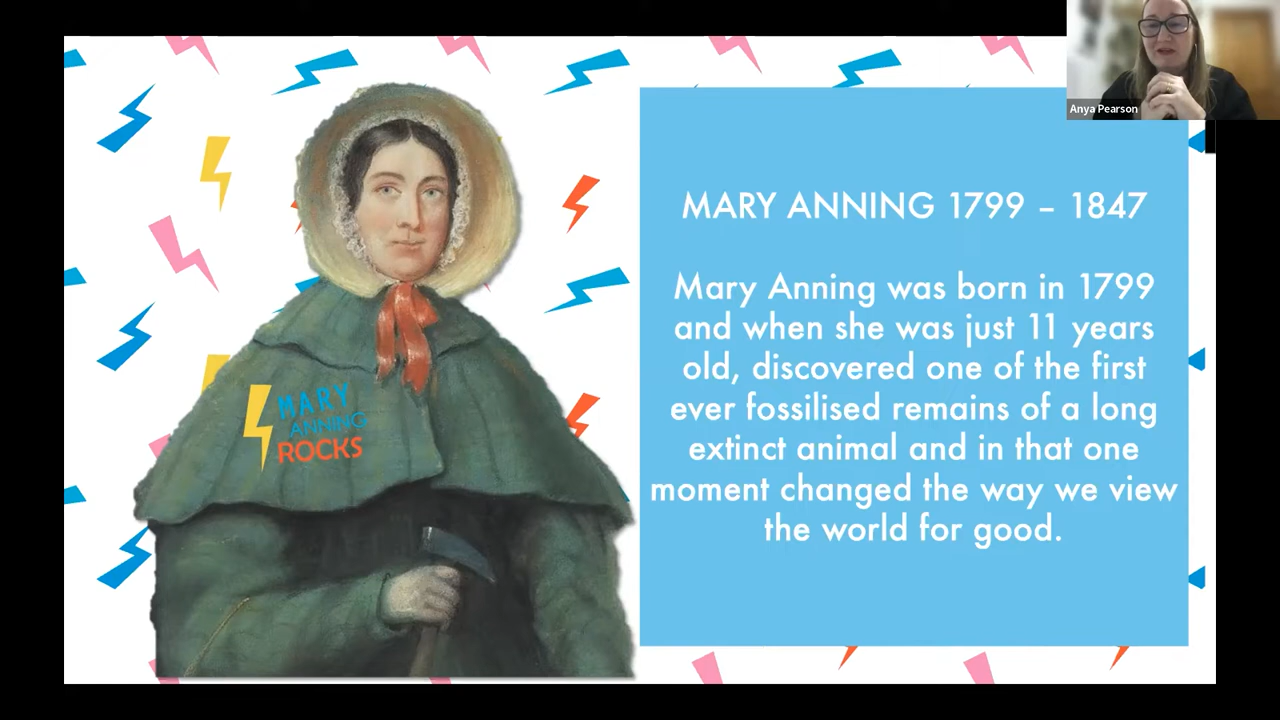 Anya Pearson
MARY ANNING 1799 – 1847
Mary Anning was born in 1799
and when she was just 11 years
old, discovered one of the first
ever fossilised remains of a long
extinct animal and in that one
moment changed the way we view
the world for good.
MARY
ANNING
ROCKS